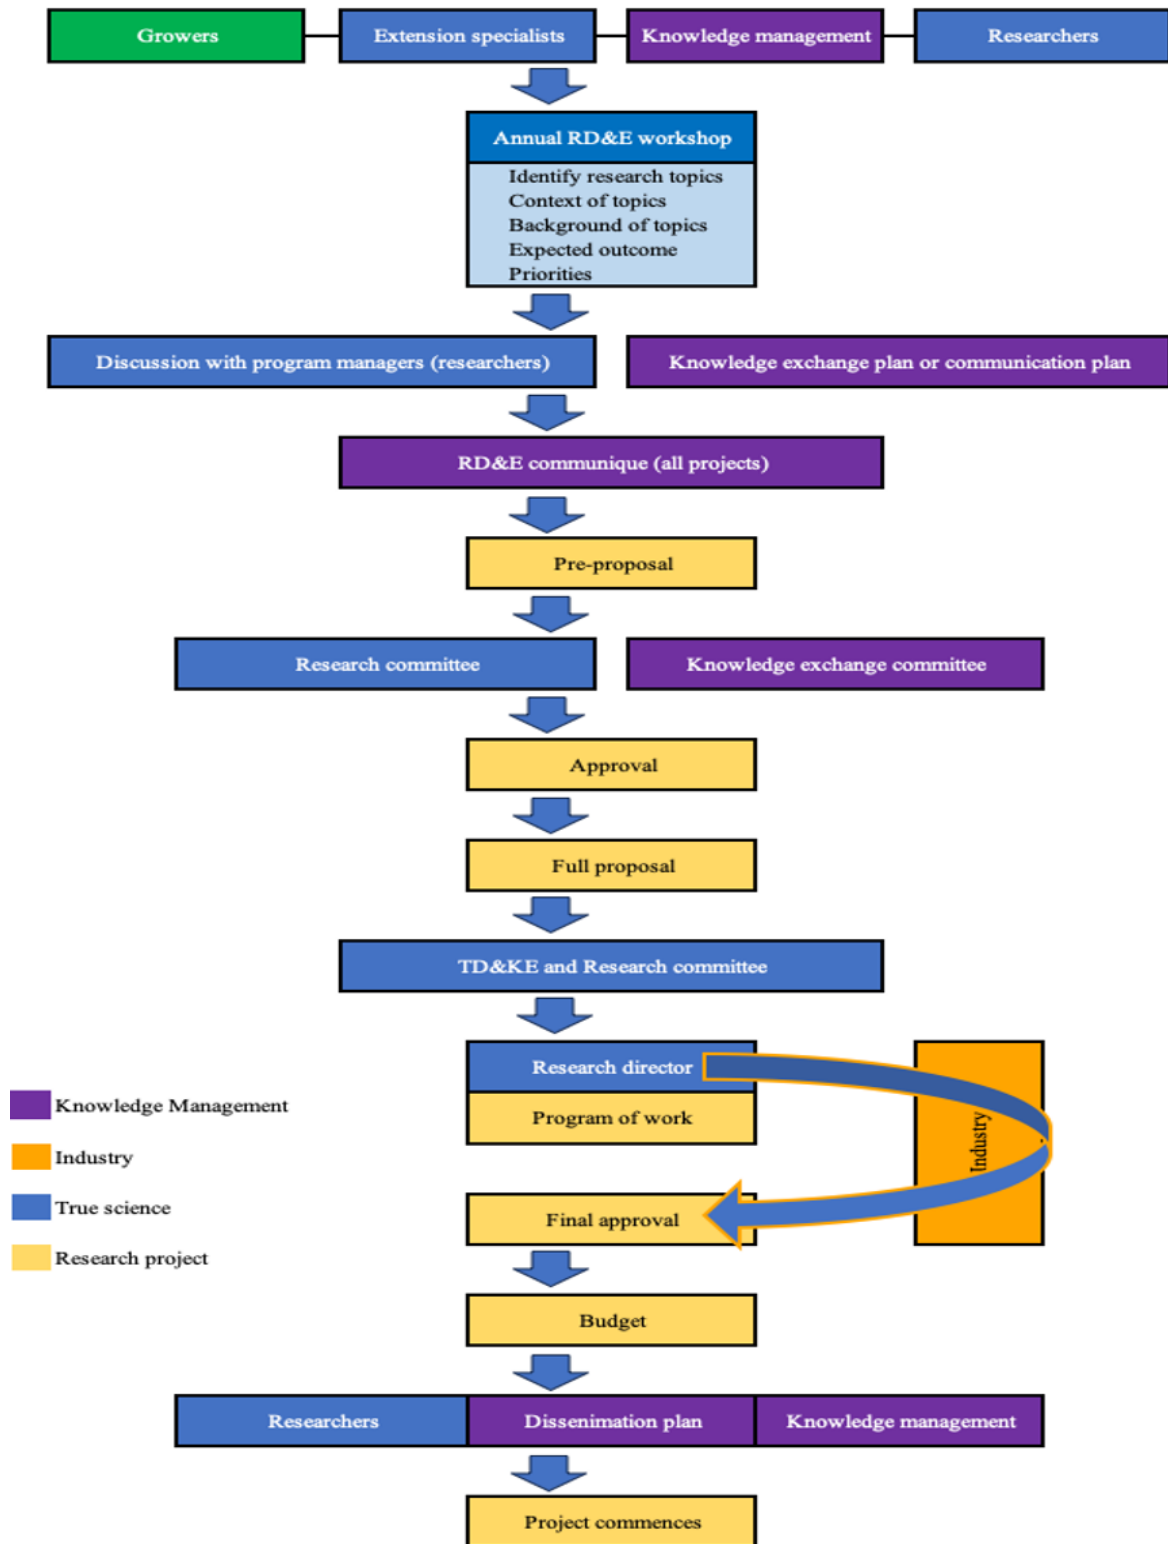 Growers
Extension specialists
Knowledge management
Researchers
Annual RD&E workshop
Identify research topics
Context of topics
Background of topics
Expected outcome
Priorities
Discussion with program managers (researchers)
Knowledge exchange plan or communication plan
RD&E communique (all projects)
Pre-proposal
Research committee
Knowledge exchange committee
Approval
Full proposal
TD&KE and Research committee
Research director
Program of work
Industry
Final approval
Knowledge Management
Industry
True science
Research project
Budget
Researchers
Dissenimation plan
Knowledge management
Project commences